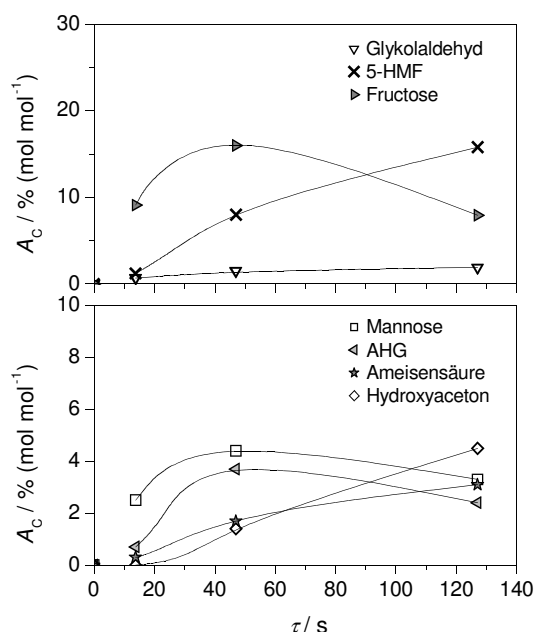 30
20
10
0
A_C / % (mol mol⁻¹)
Glykolaldehyd
5-HMF
Fructose
10
8
6
4
2
0
A_C / % (mol mol⁻¹)
Mannose
AHG
Ameisensäure
Hydroxyaceton
0 20 40 60 80 100 120 140
τ / s